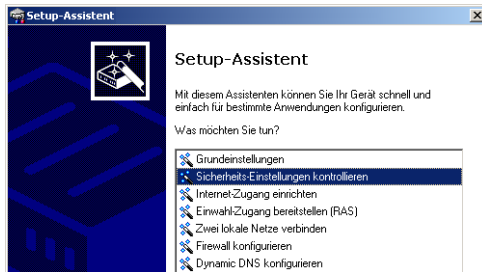 Setup-Assistent
Setup-Assistent
Mit diesem Assistenten können Sie Ihr Gerät schnell und
einfach für bestimmte Anwendungen konfigurieren.
Was möchten Sie tun?
Grundeinstellungen
Sicherheits-Einstellungen kontrollieren
Internet-Zugang einrichten
Einwahl-Zugang bereitstellen (RAS)
Zwei lokale Netze verbinden
Firewall konfigurieren
Dynamic DNS konfigurieren